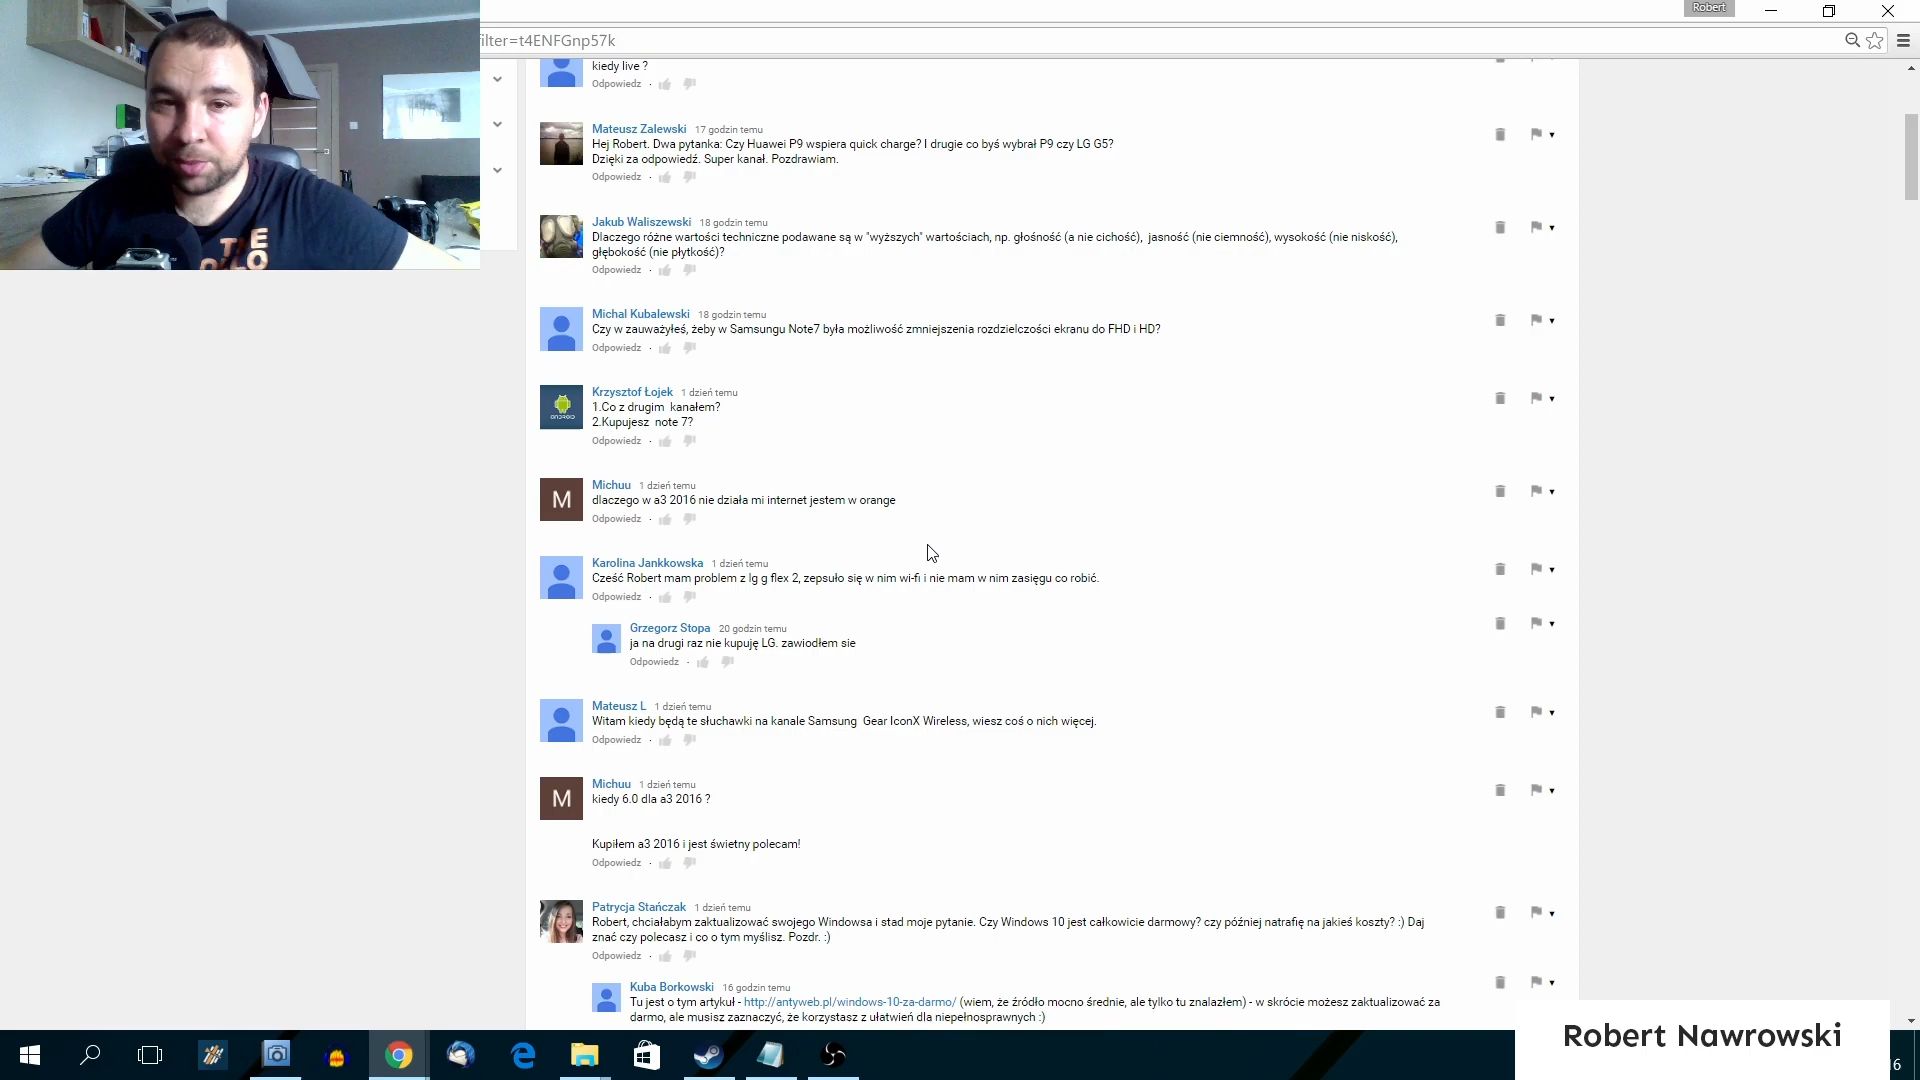 Robert
filter=t4ENFGnp57k
kiedy live ?
Odpowiedz ·
Mateusz Zalewski 17 godzin temu
Hej Robert. Dwa pytanka: Czy Huawei P9 wspiera quick charge? I drugie co byś wybrał P9 czy LG G5?
Dzięki za odpowiedź. Super kanał. Pozdrawiam.
Odpowiedz ·
Jakub Waliszewski 18 godzin temu
Dlaczego różne wartości techniczne podawane są w "wyższych" wartościach, np. głośność (a nie cichość), jasność (nie ciemność), wysokość (nie niskość),
głębokość (nie płytkość)?
Odpowiedz ·
Michal Kubalewski 18 godzin temu
Czy w zauważyłeś, żeby w Samsungu Note7 była możliwość zmniejszenia rozdzielczości ekranu do FHD i HD?
Odpowiedz ·
Krzysztof Łojek 1 dzień temu
1.Co z drugim kanałem?
2.Kupujesz note 7?
Odpowiedz ·
M
Michuu 1 dzień temu
dlaczego w a3 2016 nie działa mi internet jestem w orange
Odpowiedz ·
Karolina Jankkowska 1 dzień temu
Cześć Robert mam problem z lg g flex 2, zepsuło się w nim wi-fi i nie mam w nim zasięgu co robić.
Odpowiedz ·
Grzegorz Stopa 20 godzin temu
ja na drugi raz nie kupuję LG. zawiodłem sie
Odpowiedz ·
Mateusz L 1 dzień temu
Witam kiedy będą te słuchawki na kanale Samsung Gear IconX Wireless, wiesz coś o nich więcej.
Odpowiedz ·
M
Michuu 1 dzień temu
kiedy 6.0 dla a3 2016 ?
Kupiłem a3 2016 i jest świetny polecam!
Odpowiedz ·
Patrycja Stańczak 1 dzień temu
Robert, chciałabym zaktualizować swojego Windowsa i stad moje pytanie. Czy Windows 10 jest całkowicie darmowy? czy później natrafię na jakieś koszty? :) Daj
znać czy polecasz i co o tym myślisz. Pozdr. :)
Odpowiedz ·
Kuba Borkowski 16 godzin temu
Tu jest o tym artykuł - http://antyweb.pl/windows-10-za-darmo/ (wiem, że źródło mocno średnie, ale tylko tu znalazłem) - w skrócie możesz zaktualizować za
darmo, ale musisz zaznaczyć, że korzystasz z ułatwień dla niepełnosprawnych :)
Robert Nawrowski